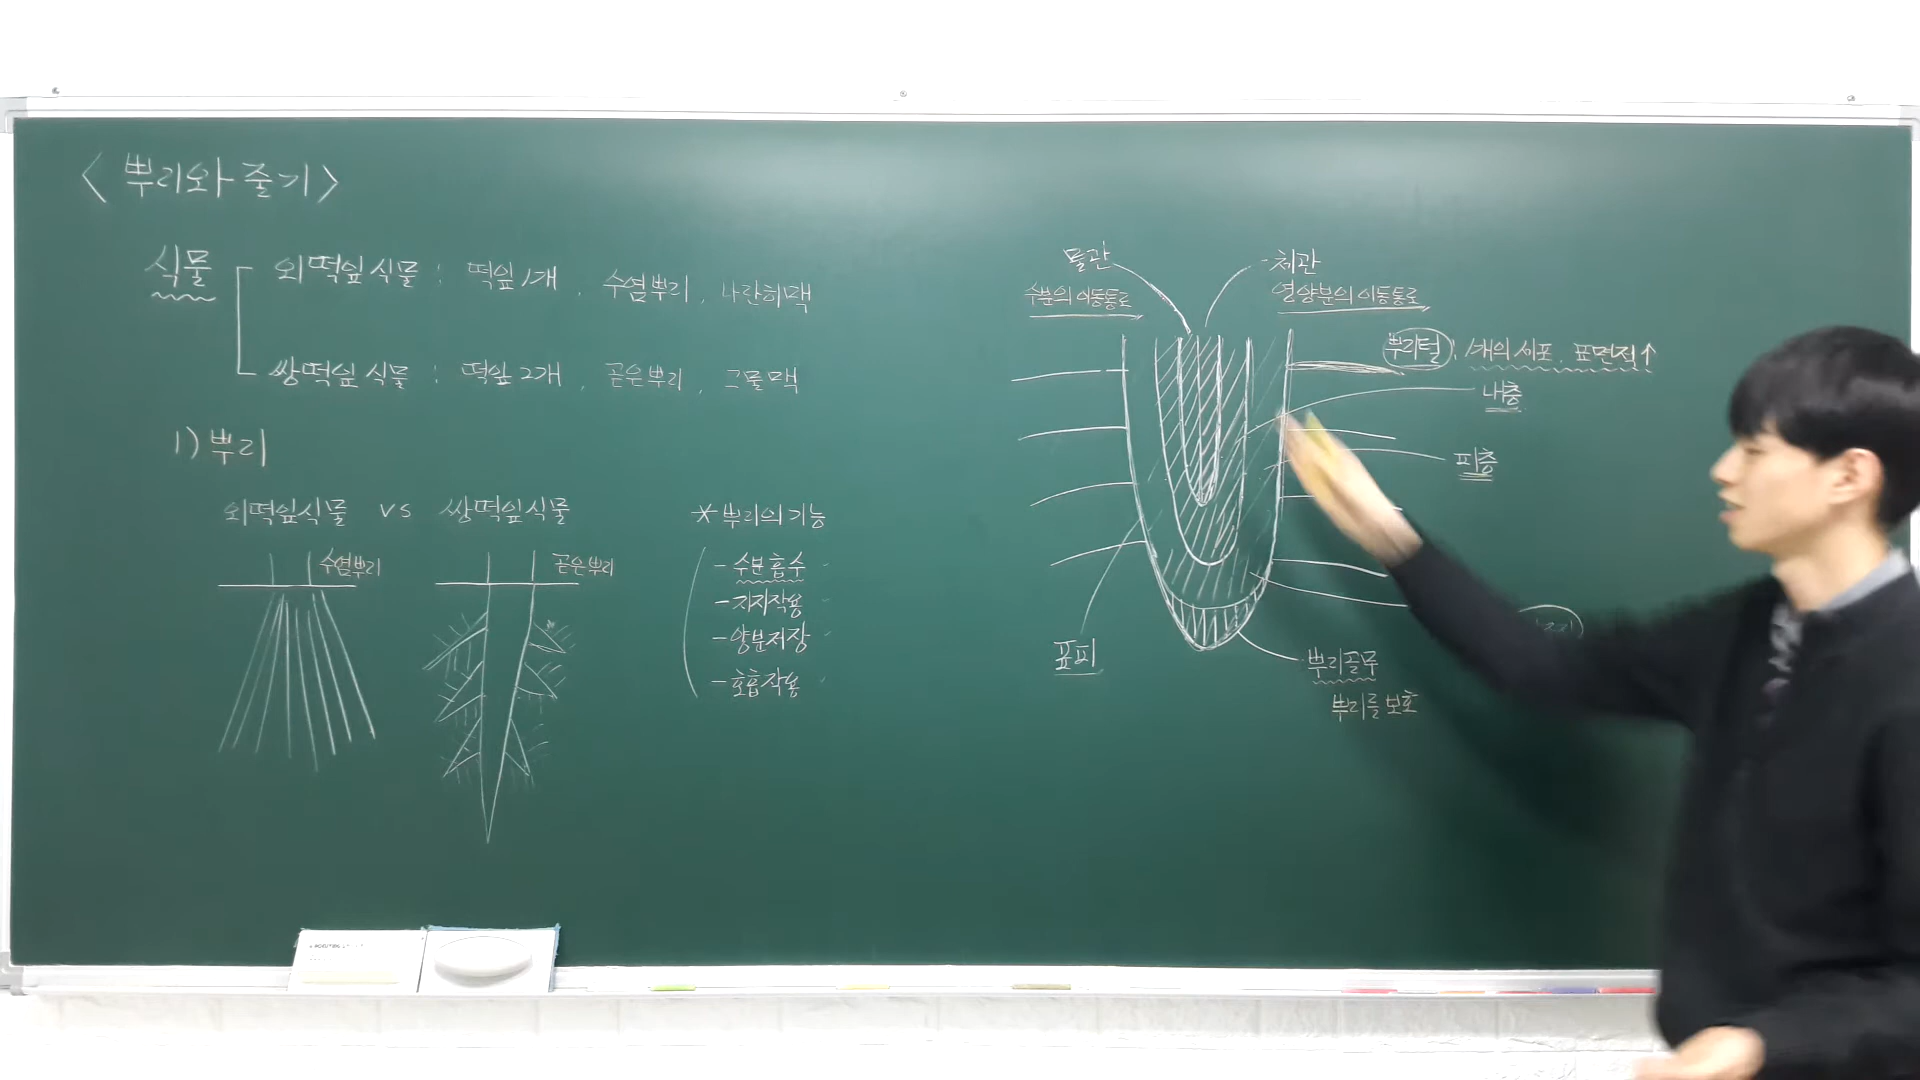 <뿌리와 줄기>
식물
외떡잎식물 : 떡잎 1개, 수염뿌리, 나란히맥
쌍떡잎식물 : 떡잎 2개, 곧은뿌리, 그물맥
1) 뿌리
외떡잎식물 vs 쌍떡잎식물
수염뿌리
곧은뿌리
* 뿌리의 기능
- 수분흡수
- 지지작용
- 양분저장
- 호흡작용
물관
수분의 이동통로
체관
영양분의 이동통로
뿌리털 : 1개의 세포, 표면적↑
내층
피층
표피
뿌리골무
뿌리를 보호